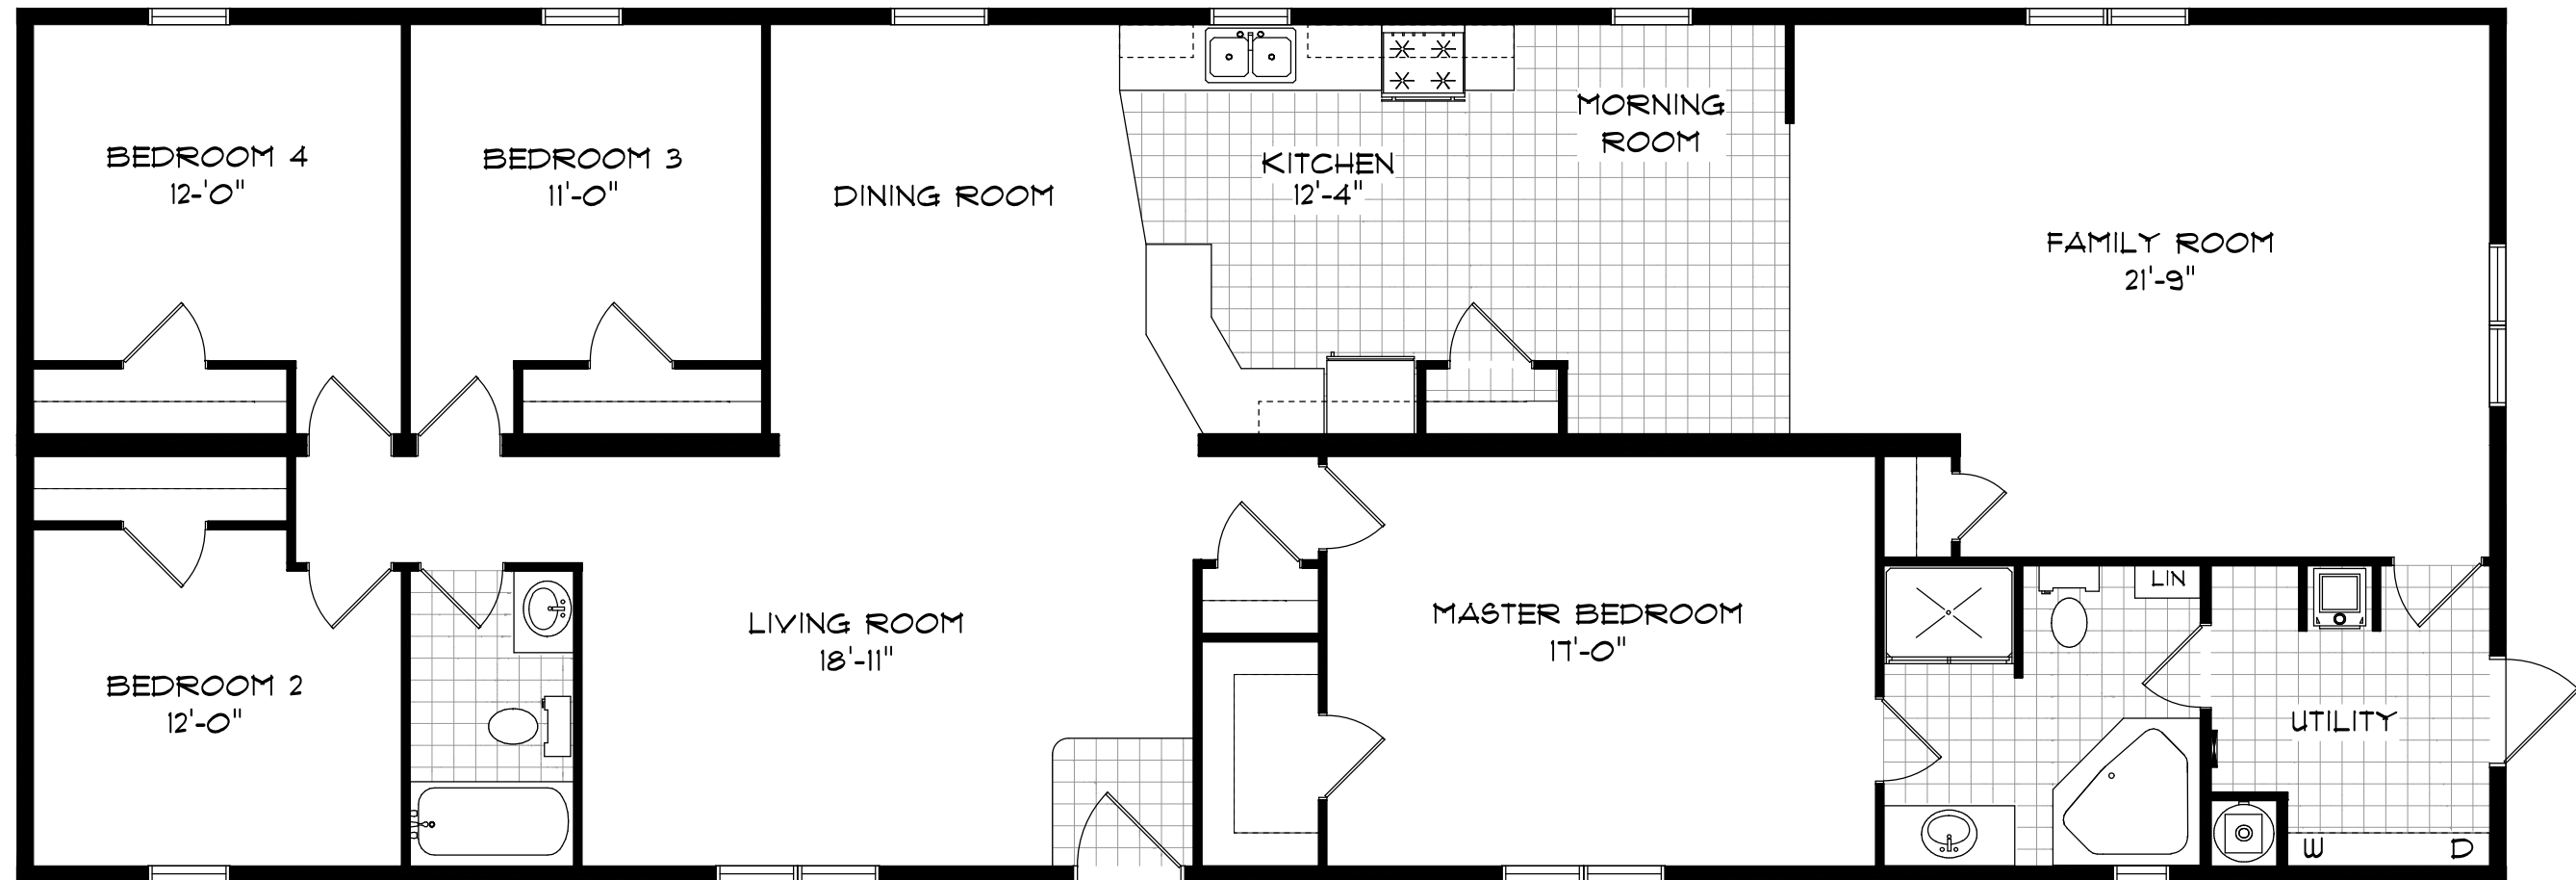 BEDROOM 4
12-'0"
BEDROOM 3
11'-0"
DINING ROOM
KITCHEN
12'-4"
MORNING
ROOM
FAMILY ROOM
21'-9"
BEDROOM 2
12'-0"
LIVING ROOM
18'-11"
MASTER BEDROOM
17'-0"
LIN
UTILITY
W
D